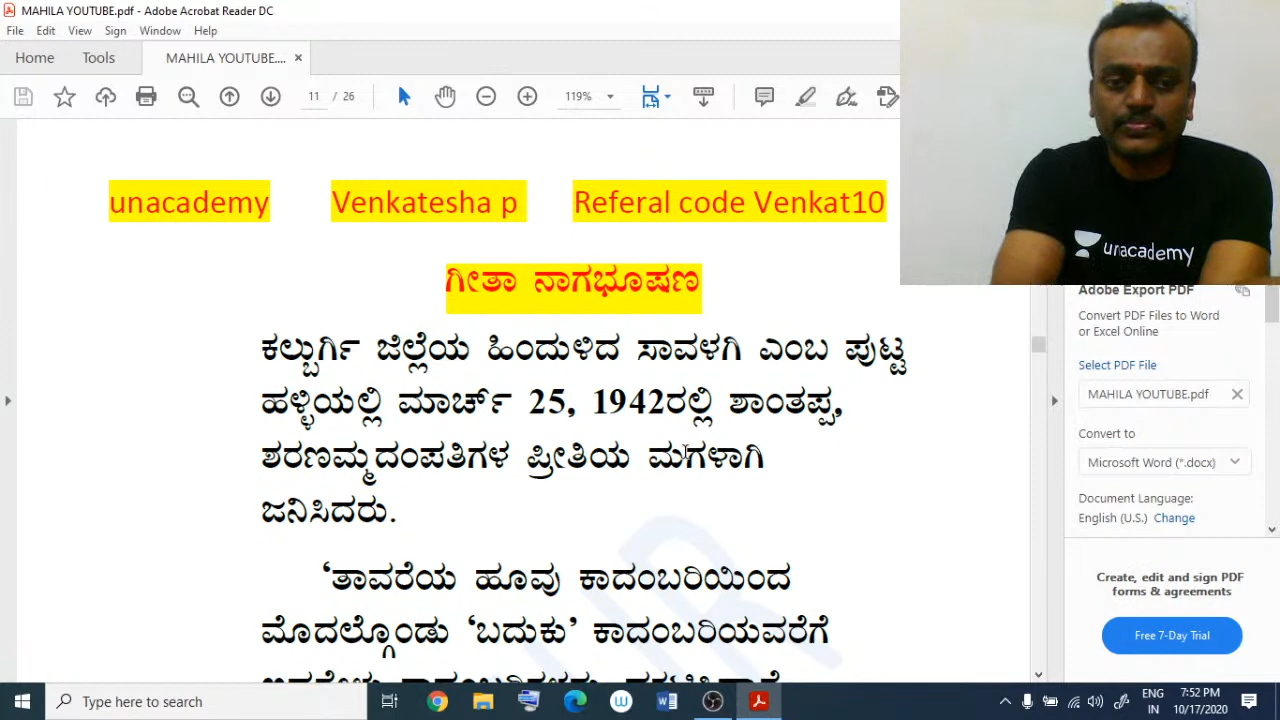 MAHILA YOUTUBE.pdf - Adobe Acrobat Reader DC
File Edit View Sign Window Help
Home Tools MAHILA YOUTUBE....
11 / 26 119%
unacademy Venkatesha p Referal code Venkat10
ಗೀತಾ ನಾಗಭೂಷಣ
ಕಲ್ಬುರ್ಗಿ ಜಿಲ್ಲೆಯ ಹಿಂದುಳಿದ ಸಾವಳಗಿ ಎಂಬ ಪುಟ್ಟ
ಹಳ್ಳಿಯಲ್ಲಿ ಮಾರ್ಚ್ 25, 1942ರಲ್ಲಿ ಶಾಂತಪ್ಪ,
ಶರಣಮ್ಮದಂಪತಿಗಳ ಪ್ರೀತಿಯ ಮಗಳಾಗಿ
ಜನಿಸಿದರು.
‘ತಾವರೆಯ ಹೂವು ಕಾದಂಬರಿಯಿಂದ
ಮೊದಲ್ಗೊಂಡು ‘ಬದುಕು’ ಕಾದಂಬರಿಯವರೆಗೆ
unacademy
Adobe Export PDF
Convert PDF Files to Word
or Excel Online
Select PDF File
MAHILA YOUTUBE.pdf
Convert to
Microsoft Word (*.docx)
Document Language:
English (U.S.) Change
Create, edit and sign PDF
forms & agreements
Free 7-Day Trial
Type here to search
ENG
IN
7:52 PM
10/17/2020